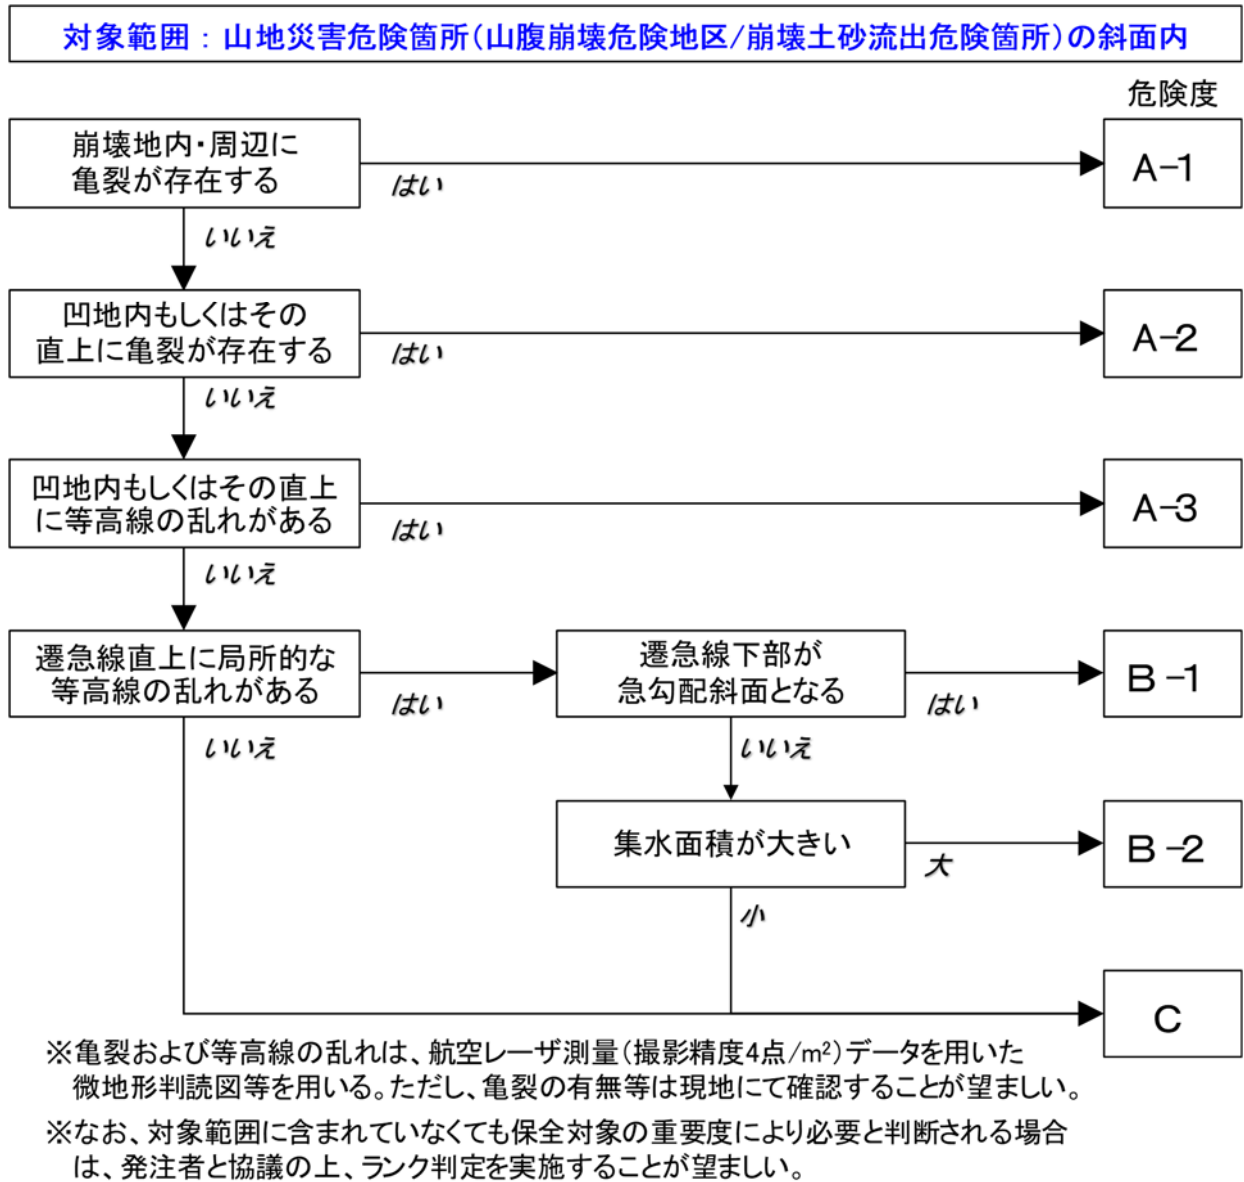 対象範囲：山地災害危険箇所(山腹崩壊危険地区/崩壊土砂流出危険箇所)の斜面内
危険度
崩壊地内・周辺に
亀裂が存在する
はい
A-1
いいえ
凹地内もしくはその
直上に亀裂が存在する
はい
A-2
いいえ
凹地内もしくはその直上
に等高線の乱れがある
はい
A-3
いいえ
遷急線直上に局所的な
等高線の乱れがある
はい
遷急線下部が
急勾配斜面となる
はい
B-1
いいえ
いいえ
集水面積が大きい
大
B-2
小
C
※亀裂および等高線の乱れは、航空レーザ測量(撮影精度4点/m²)データを用いた
微地形判読図等を用いる。ただし、亀裂の有無等は現地にて確認することが望ましい。
※なお、対象範囲に含まれていなくても保全対象の重要度により必要と判断される場合
は、発注者と協議の上、ランク判定を実施することが望ましい。